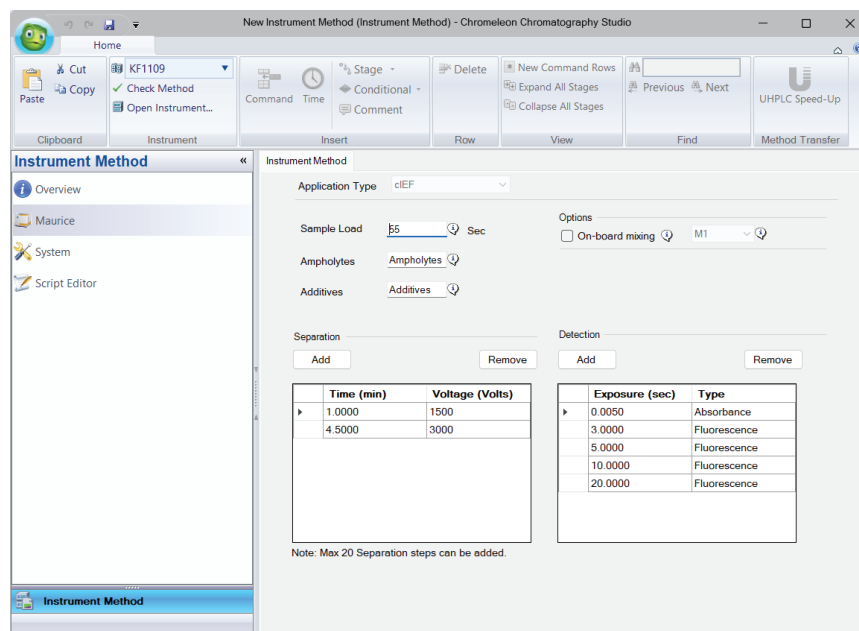 New Instrument Method (Instrument Method) - Chromeleon Chromatography Studio
Home
Paste
Cut
Copy
Clipboard
KF1109
Check Method
Open Instrument...
Instrument
Command
Time
Stage
Conditional
Comment
Insert
Delete
Row
New Command Rows
Expand All Stages
Collapse All Stages
View
Previous
Next
Find
UHPLC Speed-Up
Method Transfer
Instrument Method «
Overview
Maurice
System
Script Editor
Instrument Method
Instrument Method
Application Type cIEF
Sample Load 55 Sec
Ampholytes Ampholytes
Additives Additives
Options
On-board mixing M1
Separation
Add Remove
Time (min) Voltage (Volts)
1.0000 1500
4.5000 3000
Note: Max 20 Separation steps can be added.
Detection
Add Remove
Exposure (sec) Type
0.0050 Absorbance
3.0000 Fluorescence
5.0000 Fluorescence
10.0000 Fluorescence
20.0000 Fluorescence